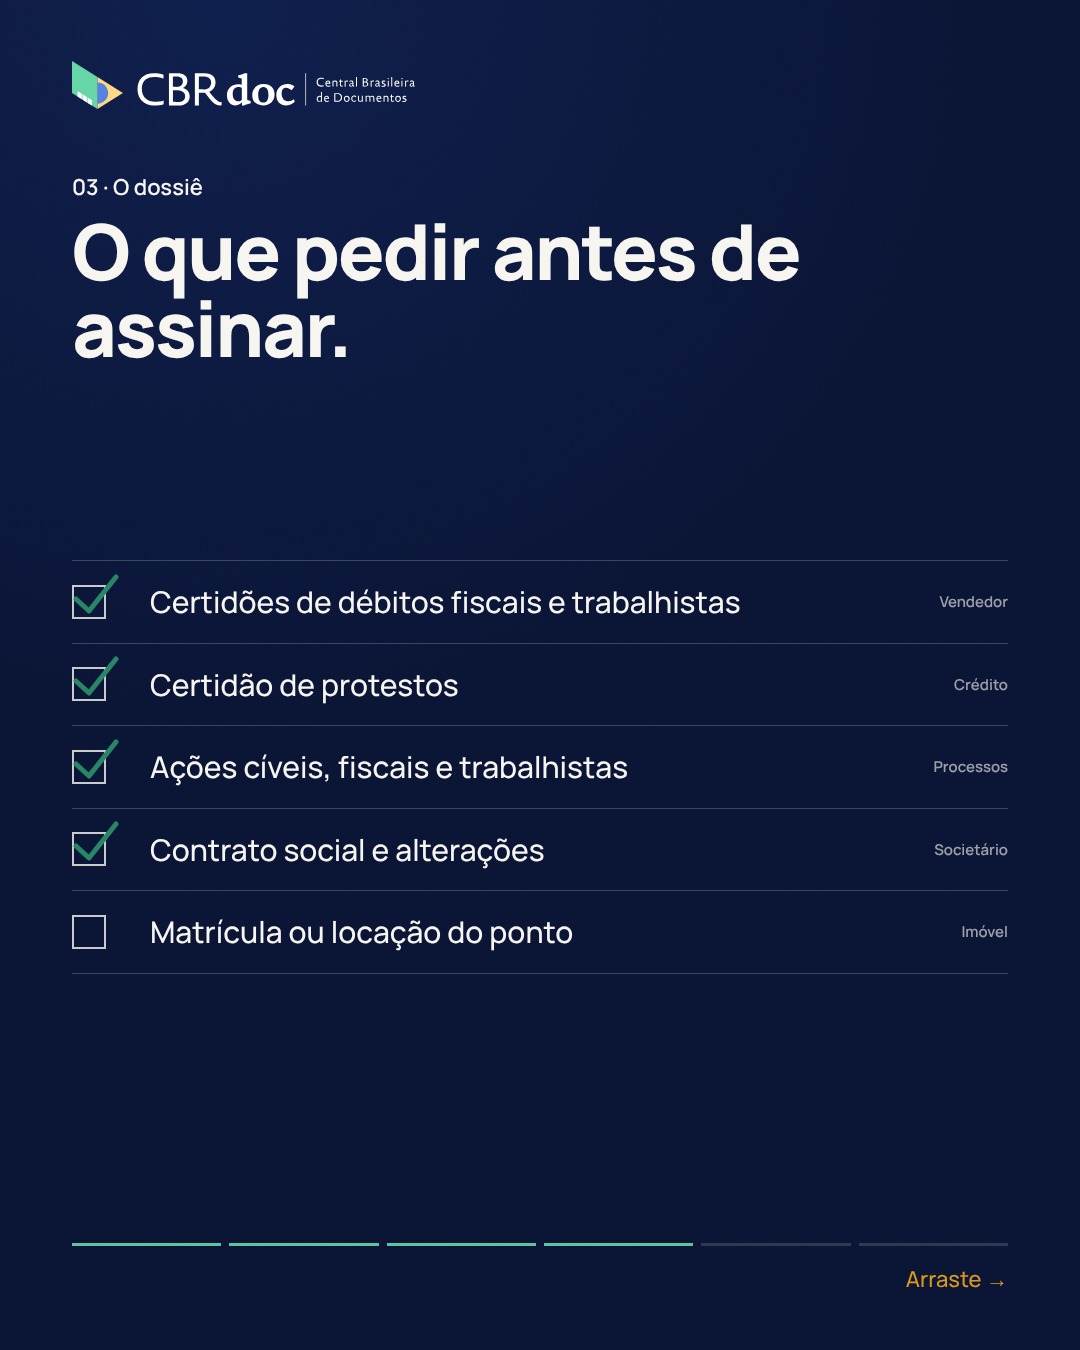 CBRdoc
Central Brasileira
de Documentos
03 · O dossiê
O que pedir antes de
assinar.
Certidões de débitos fiscais e trabalhistas
Vendedor
Certidão de protestos
Crédito
Ações cíveis, fiscais e trabalhistas
Processos
Contrato social e alterações
Societário
Matrícula ou locação do ponto
Imóvel
Arraste →